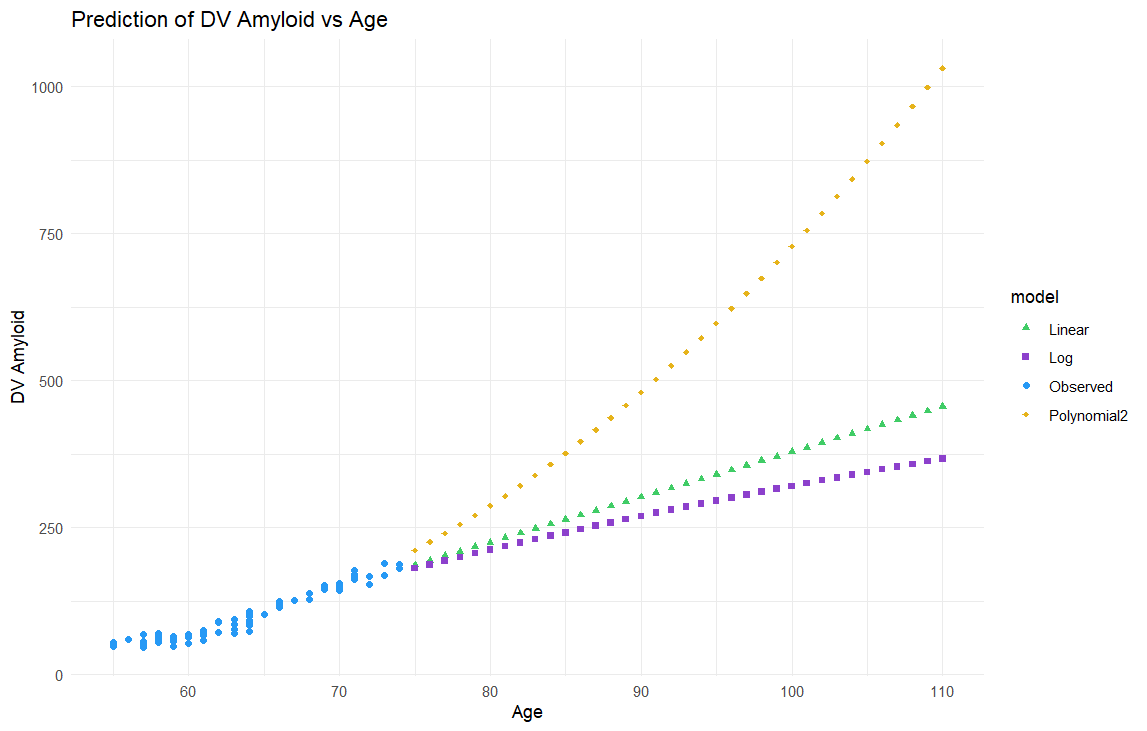 Prediction of DV Amyloid vs Age
1000
750
500
250
0
DV Amyloid
60 70 80 90 100 110
Age
model
Linear
Log
Observed
Polynomial2